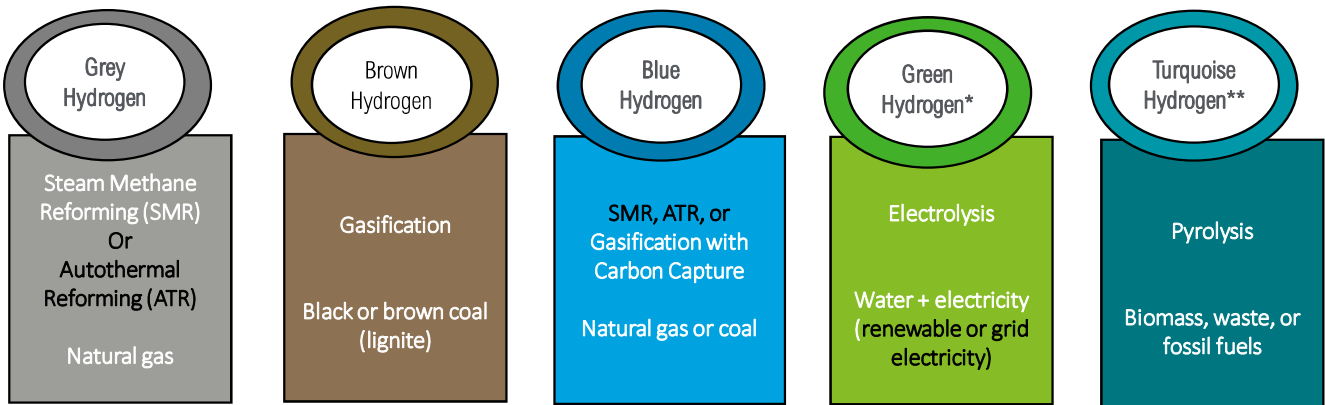 Grey
Hydrogen
Steam Methane
Reforming (SMR)
Or
Autothermal
Reforming (ATR)
Natural gas
Brown
Hydrogen
Gasification
Black or brown coal
(lignite)
Blue
Hydrogen
SMR, ATR, or
Gasification with
Carbon Capture
Natural gas or coal
Green
Hydrogen*
Electrolysis
Water + electricity
(renewable or grid
electricity)
Turquoise
Hydrogen**
Pyrolysis
Biomass, waste, or
fossil fuels